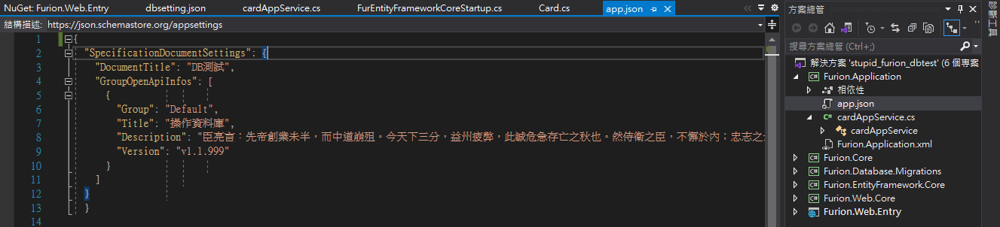 NuGet: Furion.Web.Entry dbsetting.json cardAppService.cs FurEntityFrameworkCoreStartup.cs Card.cs app.json
結構描述: https://json.schemastore.org/appsettings
1 {
2 "SpecificationDocumentSettings": {
3 "DocumentTitle": "DB測試",
4 "GroupOpenApiInfos": [
5 {
6 "Group": "Default",
7 "Title": "操作資料庫",
8 "Description": "臣亮言：先帝創業未半，而中道崩殂。今天下三分，益州疲弊，此誠危急存亡之秋也。然侍衛之臣，不懈於內；忠志之
9 "Version": "v1.1.999"
10 }
11 ]
12 }
13 }
14
方案總管
搜尋方案總管 (Ctrl+;)
解決方案 'stupid_furion_dbtest' (6 個專案
Furion.Application
相依性
app.json
cardAppService.cs
cardAppService
Furion.Application.xml
Furion.Core
Furion.Database.Migrations
Furion.EntityFramework.Core
Furion.Web.Core
Furion.Web.Entry
工具